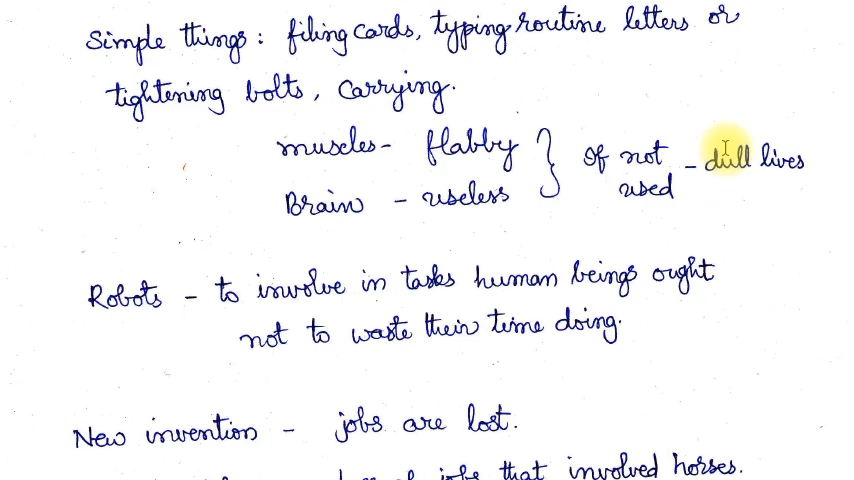 Simple things : filing cards, typing routine letters or
tightening bolts, carrying.
muscles - flabby } If not - dull lives
Brain - useless used
Robots - to involve in tasks human beings ought
not to waste their time doing.
New invention - jobs are lost.
jobs that involved horses.